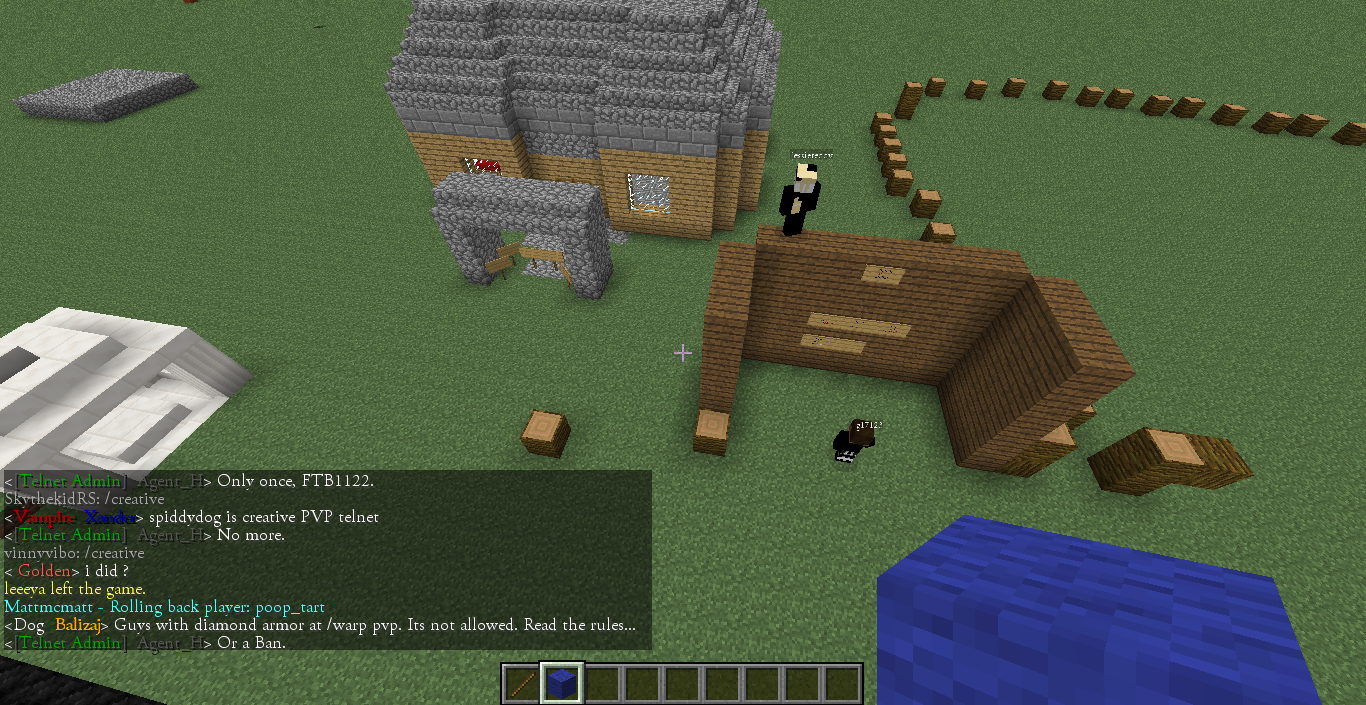 g17123
<[Telnet Admin] Agent_H> Only once, FTB1122.
SkythekidRS: /creative
<Vampire Xander> spiddydog is creative PVP telnet
<[Telnet Admin] Agent_H> No more.
vinnyvibo: /creative
< Golden> i did ?
leeeya left the game.
Mattmcmatt - Rolling back player: poop_tart
<Dog Balizaj> Guys with diamond armor at /warp pvp. Its not allowed. Read the rules...
<[Telnet Admin] Agent_H> Or a Ban.